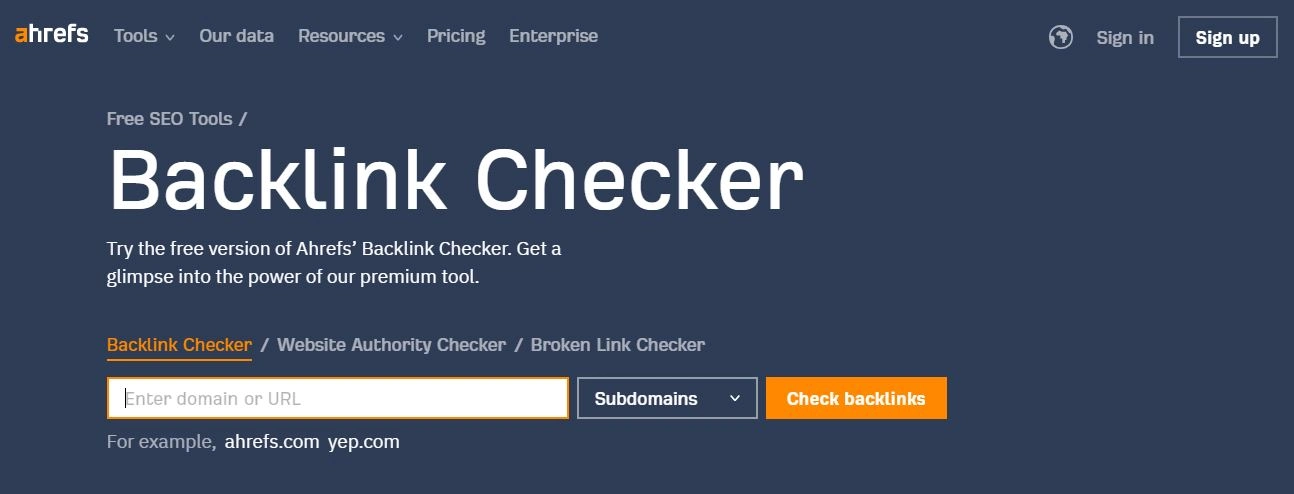 ahrefs Tools Our data Resources Pricing Enterprise Sign in Sign up
Free SEO Tools /
Backlink Checker
Try the free version of Ahrefs’ Backlink Checker. Get a
glimpse into the power of our premium tool.
Backlink Checker / Website Authority Checker / Broken Link Checker
Enter domain or URL Subdomains Check backlinks
For example, ahrefs.com yep.com